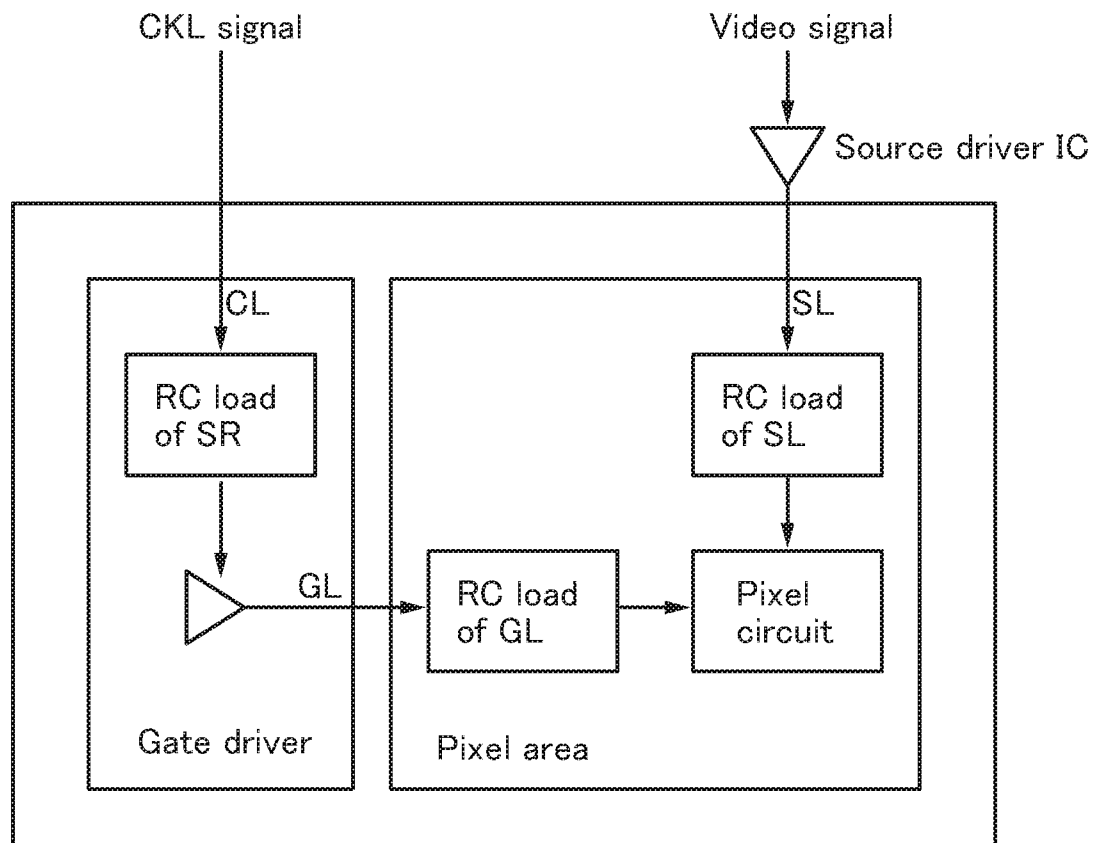 CKL signal
Video signal
Source driver IC
CL
SL
RC load
of SR
RC load
of SL
GL
RC load
of GL
Pixel
circuit
Gate driver
Pixel area